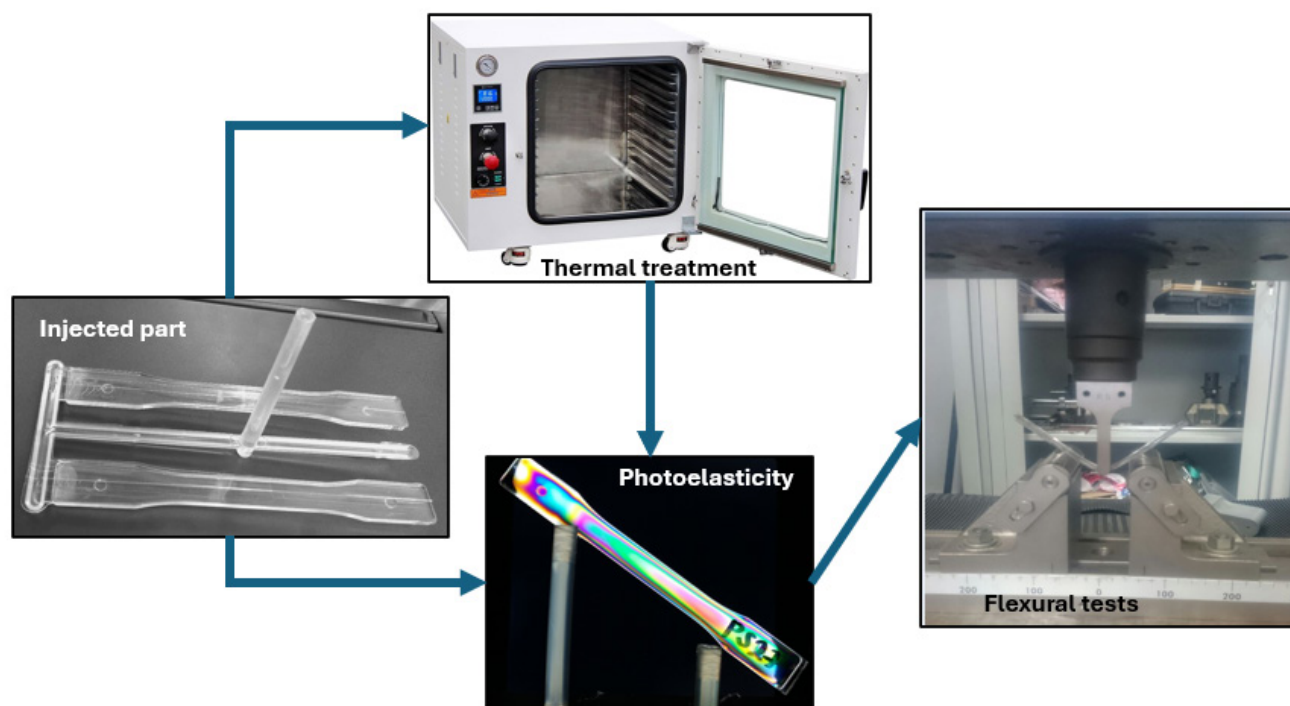 Thermal treatment
Injected part
Photoelasticity
PS23
Flexural tests
200
100
0
100
200